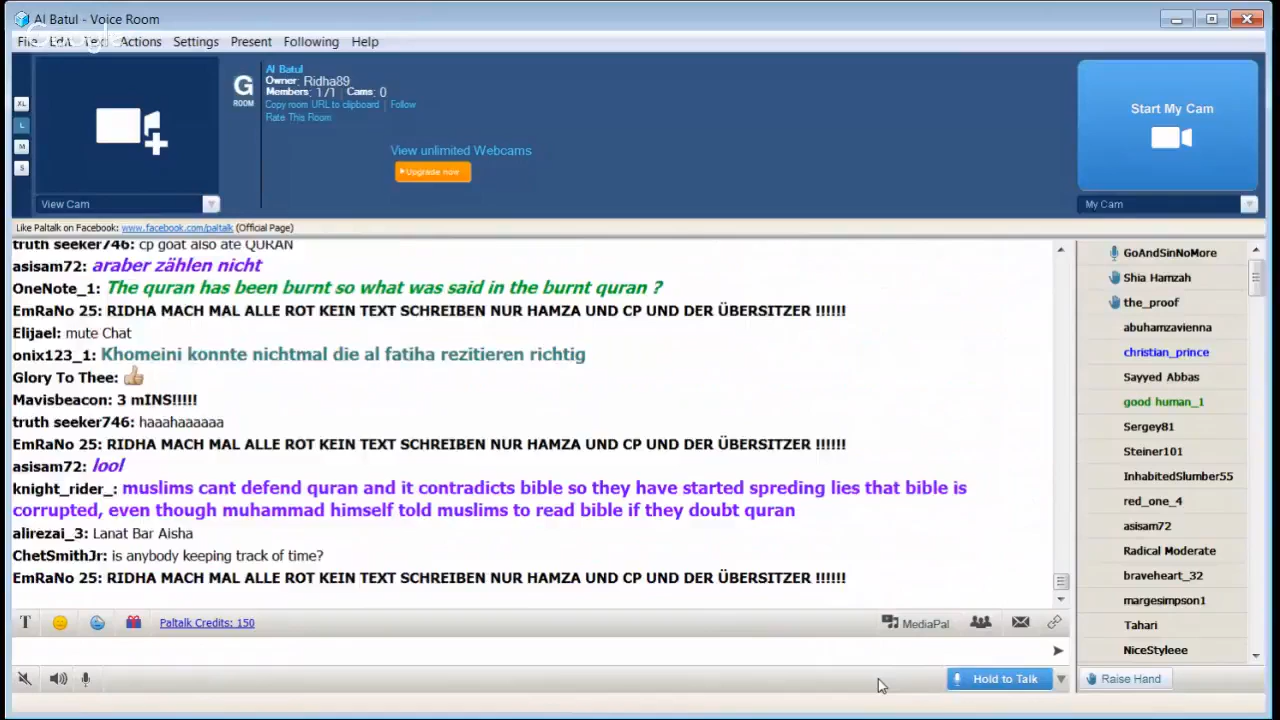 Al Batul - Voice Room
File Edit Text Actions Settings Present Following Help
Google
Al Batul
Owner: Ridha89
Members: 1/1 Cams: 0
Copy room URL to clipboard | Follow
Rate This Room
G
ROOM
XL
L
M
S
View unlimited Webcams
Upgrade now
Start My Cam
View Cam
My Cam
Like Paltalk on Facebook: www.facebook.com/paltalk (Official Page)
truth seeker746: cp goat also ate QURAN
asisam72: araber zählen nicht
OneNote_1: The quran has been burnt so what was said in the burnt quran ?
EmRaNo 25: RIDHA MACH MAL ALLE ROT KEIN TEXT SCHREIBEN NUR HAMZA UND CP UND DER ÜBERSITZER !!!!!!
Elijael: mute Chat
onix123_1: Khomeini konnte nichtmal die al fatiha rezitieren richtig
Glory To Thee:
Mavisbeacon: 3 mINS!!!!!
truth seeker746: haaahaaaaaa
EmRaNo 25: RIDHA MACH MAL ALLE ROT KEIN TEXT SCHREIBEN NUR HAMZA UND CP UND DER ÜBERSITZER !!!!!!
asisam72: lool
knight_rider_: muslims cant defend quran and it contradicts bible so they have started spreding lies that bible is
corrupted, even though muhammad himself told muslims to read bible if they doubt quran
alirezai_3: Lanat Bar Aisha
ChetSmithJr: is anybody keeping track of time?
EmRaNo 25: RIDHA MACH MAL ALLE ROT KEIN TEXT SCHREIBEN NUR HAMZA UND CP UND DER ÜBERSITZER !!!!!!
GoAndSinNoMore
Shia Hamzah
the_proof
abuhamzavienna
christian_prince
Sayyed Abbas
good human_1
Sergey81
Steiner101
InhabitedSlumber55
red_one_4
asisam72
Radical Moderate
braveheart_32
margesimpson1
Tahari
NiceStyleee
T
Paltalk Credits: 150
MediaPal
Hold to Talk
Raise Hand